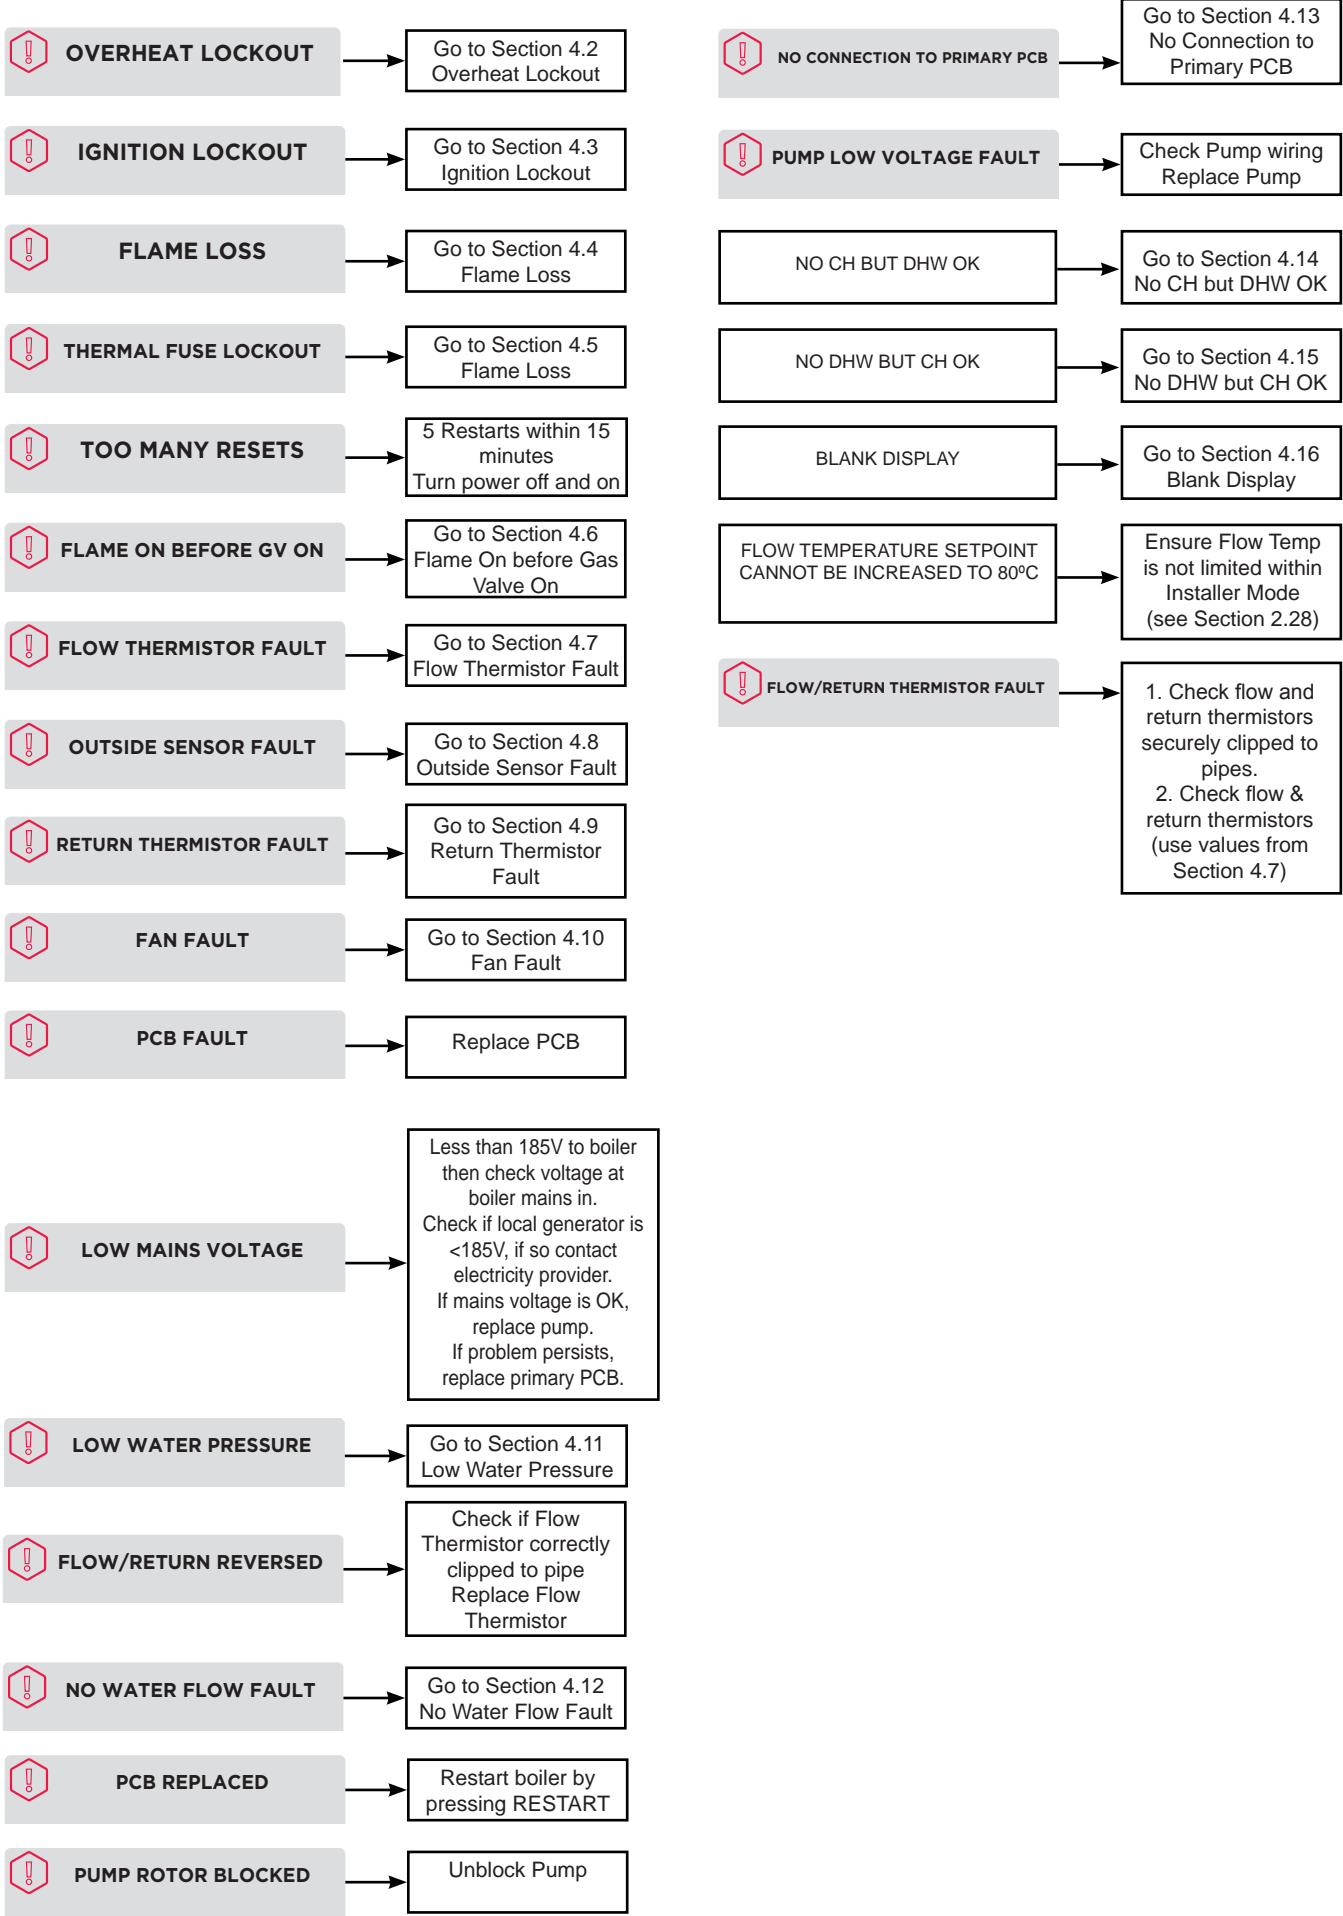 OVERHEAT LOCKOUT
Go to Section 4.2
Overheat Lockout
IGNITION LOCKOUT
Go to Section 4.3
Ignition Lockout
FLAME LOSS
Go to Section 4.4
Flame Loss
THERMAL FUSE LOCKOUT
Go to Section 4.5
Flame Loss
TOO MANY RESETS
5 Restarts within 15
minutes
Turn power off and on
FLAME ON BEFORE GV ON
Go to Section 4.6
Flame On before Gas
Valve On
FLOW THERMISTOR FAULT
Go to Section 4.7
Flow Thermistor Fault
OUTSIDE SENSOR FAULT
Go to Section 4.8
Outside Sensor Fault
RETURN THERMISTOR FAULT
Go to Section 4.9
Return Thermistor
Fault
FAN FAULT
Go to Section 4.10
Fan Fault
PCB FAULT
Replace PCB
LOW MAINS VOLTAGE
Less than 185V to boiler
then check voltage at
boiler mains in.
Check if local generator is
<185V, if so contact
electricity provider.
If mains voltage is OK,
replace pump.
If problem persists,
replace primary PCB.
LOW WATER PRESSURE
Go to Section 4.11
Low Water Pressure
FLOW/RETURN REVERSED
Check if Flow
Thermistor correctly
clipped to pipe
Replace Flow
Thermistor
NO WATER FLOW FAULT
Go to Section 4.12
No Water Flow Fault
PCB REPLACED
Restart boiler by
pressing RESTART
PUMP ROTOR BLOCKED
Unblock Pump
NO CONNECTION TO PRIMARY PCB
Go to Section 4.13
No Connection to
Primary PCB
PUMP LOW VOLTAGE FAULT
Check Pump wiring
Replace Pump
NO CH BUT DHW OK
Go to Section 4.14
No CH but DHW OK
NO DHW BUT CH OK
Go to Section 4.15
No DHW but CH OK
BLANK DISPLAY
Go to Section 4.16
Blank Display
FLOW TEMPERATURE SETPOINT
CANNOT BE INCREASED TO 80ºC
Ensure Flow Temp
is not limited within
Installer Mode
(see Section 2.28)
FLOW/RETURN THERMISTOR FAULT
1. Check flow and
return thermistors
securely clipped to
pipes.
2. Check flow &
return thermistors
(use values from
Section 4.7)